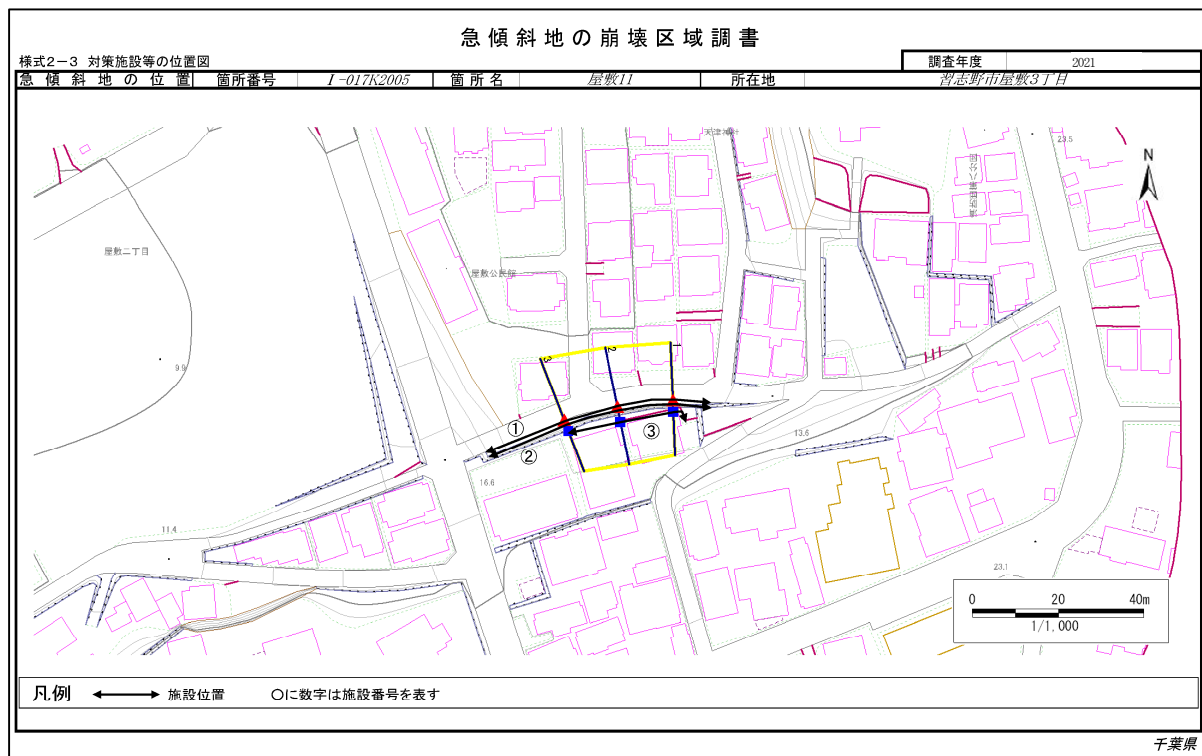 急傾斜地の崩壊区域調書
様式2-3 対策施設等の位置図
調査年度 2021
急傾斜地の位置 箇所番号 I-017K2005 箇所名 屋敷11 所在地 習志野市屋敷3丁目
23.5
N
屋敷二丁目
屋敷公民館
9.9
3
2
1
①
③
②
13.6
16.6
11.4
23.1
0 20 40m
1/1,000
凡例 施設位置 ○に数字は施設番号を表す
千葉県